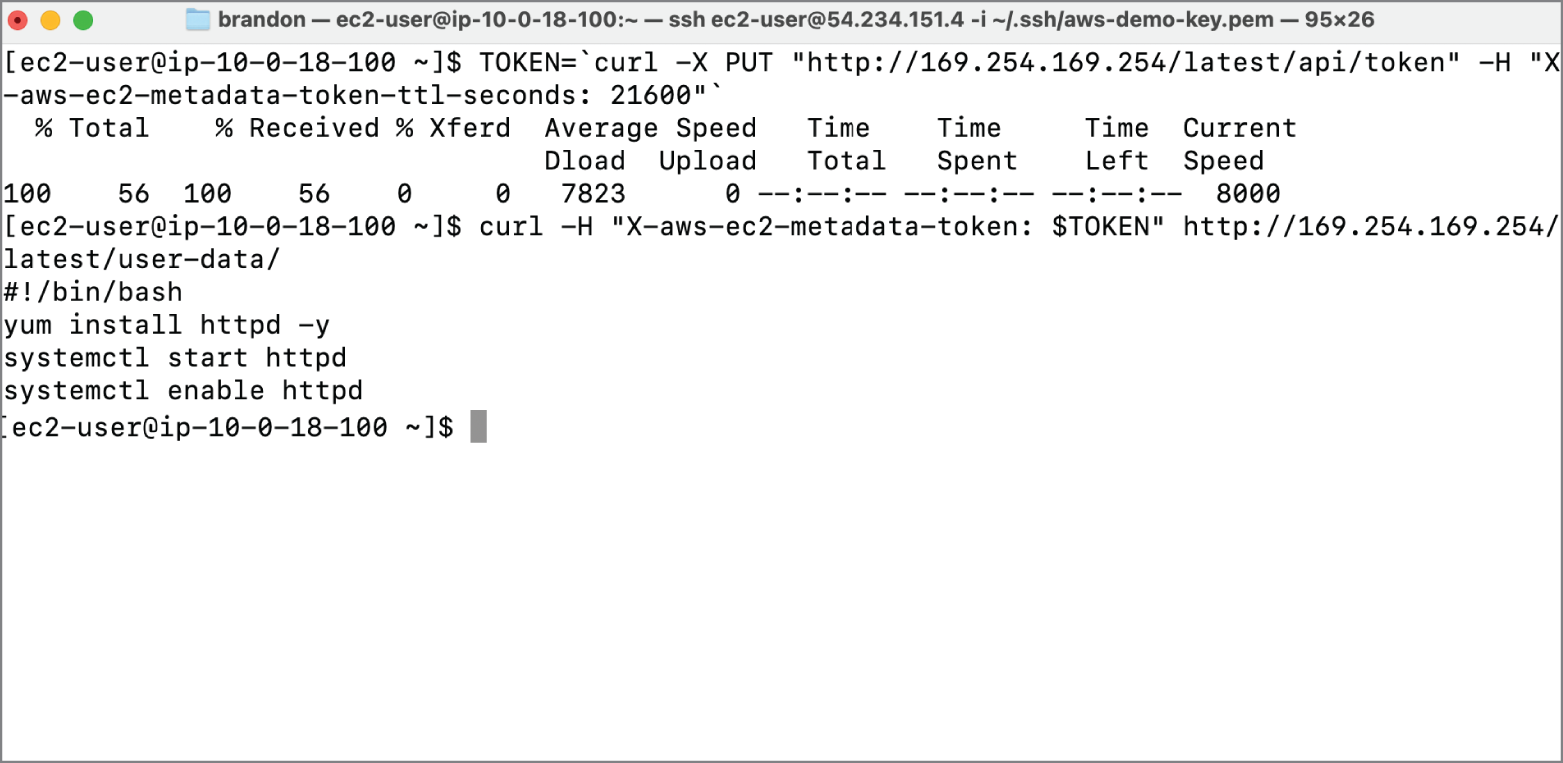 brandon — ec2-user@ip-10-0-18-100:~ — ssh ec2-user@54.234.151.4 -i ~/.ssh/aws-demo-key.pem — 95×26
[ec2-user@ip-10-0-18-100 ~]$ TOKEN=`curl -X PUT "http://169.254.169.254/latest/api/token" -H "X
-aws-ec2-metadata-token-ttl-seconds: 21600"`
  % Total    % Received % Xferd  Average Speed   Time    Time     Time  Current
                                 Dload  Upload   Total   Spent    Left  Speed
100    56  100    56    0     0   7823      0 --:--:-- --:--:-- --:--:--  8000
[ec2-user@ip-10-0-18-100 ~]$ curl -H "X-aws-ec2-metadata-token: $TOKEN" http://169.254.169.254/
latest/user-data/
#!/bin/bash
yum install httpd -y
systemctl start httpd
systemctl enable httpd
[ec2-user@ip-10-0-18-100 ~]$